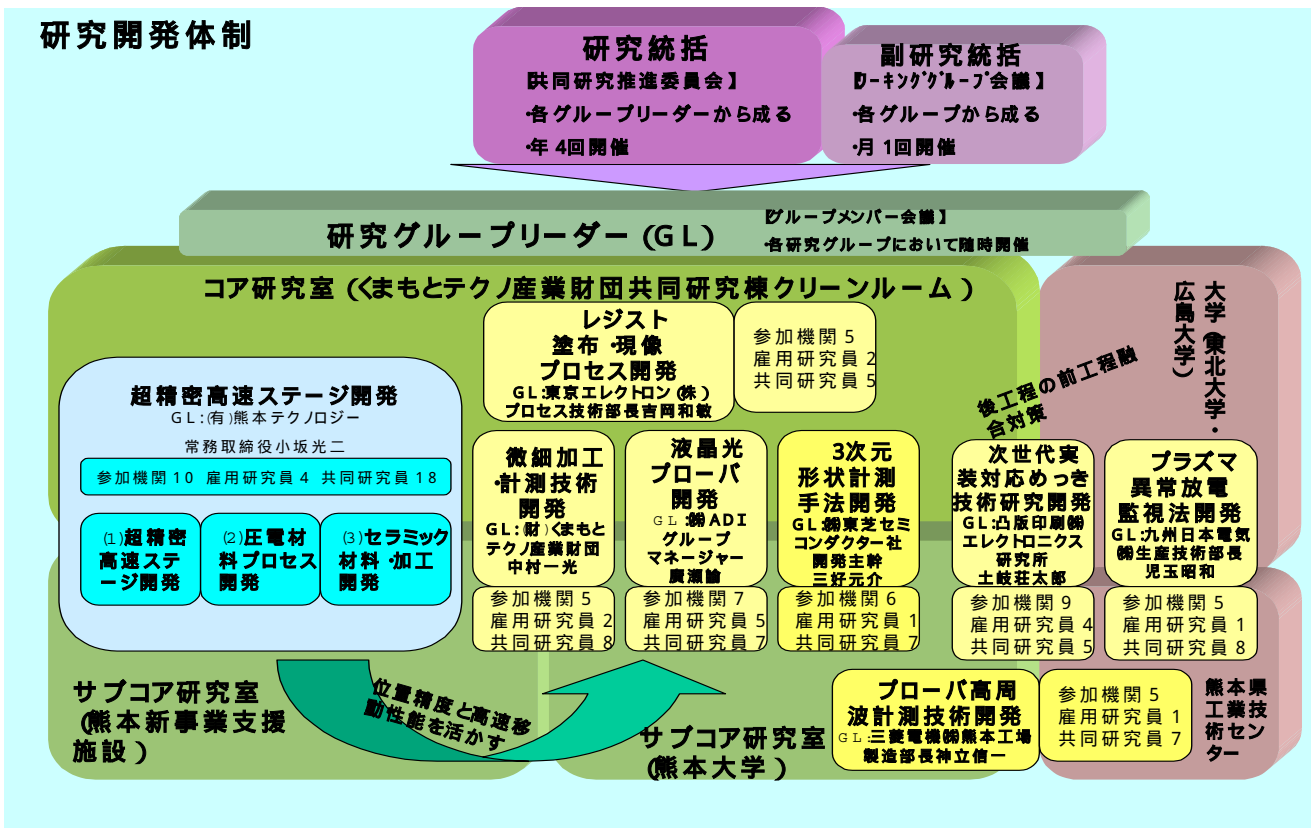 研究開発体制
研究統括
【共同研究推進委員会】
・各グループリーダーから成る
・年4回開催
副研究統括
【ワーキンググループ会議】
・各グループから成る
・月1回開催
研究グループリーダー(GL)
【グループメンバー会議】
・各研究グループにおいて随時開催
コア研究室(くまもとテクノ産業財団共同研究棟クリーンルーム)
大学(東北大学・
広島大学)
レジスト
塗布・現像
プロセス開発
GL:東京エレクトロン(株)
プロセス技術部長吉岡和敏
参加機関5
雇用研究員2
共同研究員5
超精密高速ステージ開発
GL:(有)熊本テクノロジー
常務取締役小坂光二
参加機関10 雇用研究員4 共同研究員18
(1)超精密
高速ステ
ージ開発
(2)圧電材
料プロセス
開発
(3)セラミック
材料・加工
開発
後工程の前工程融
合対策
微細加工
・計測技術
開発
GL:(財)くまもと
テクノ産業財団
中村一光
参加機関5
雇用研究員2
共同研究員8
液晶光
プローバ
開発
GL:㈱ADI
グループ
マネージャー
廣瀬諭
参加機関7
雇用研究員5
共同研究員7
3次元
形状計測
手法開発
GL:㈱東芝セミ
コンダクター社
開発主幹
三好元介
参加機関6
雇用研究員1
共同研究員7
次世代実
装対応めっき
技術研究開発
GL:凸版印刷㈱
エレクトロニクス
研究所
土岐荘太郎
参加機関9
雇用研究員4
共同研究員5
プラズマ
異常放電
監視法開発
GL:九州日本電気
㈱生産技術部長
児玉昭和
参加機関5
雇用研究員1
共同研究員8
サブコア研究室
(熊本新事業支援
施設)
位置精度と高速移
動性能を活かす
サブコア研究室
(熊本大学)
プローバ高周
波計測技術開発
GL:三菱電機㈱熊本工場
製造部長神立信一
参加機関5
雇用研究員1
共同研究員7
熊本県
工業技
術セン
ター